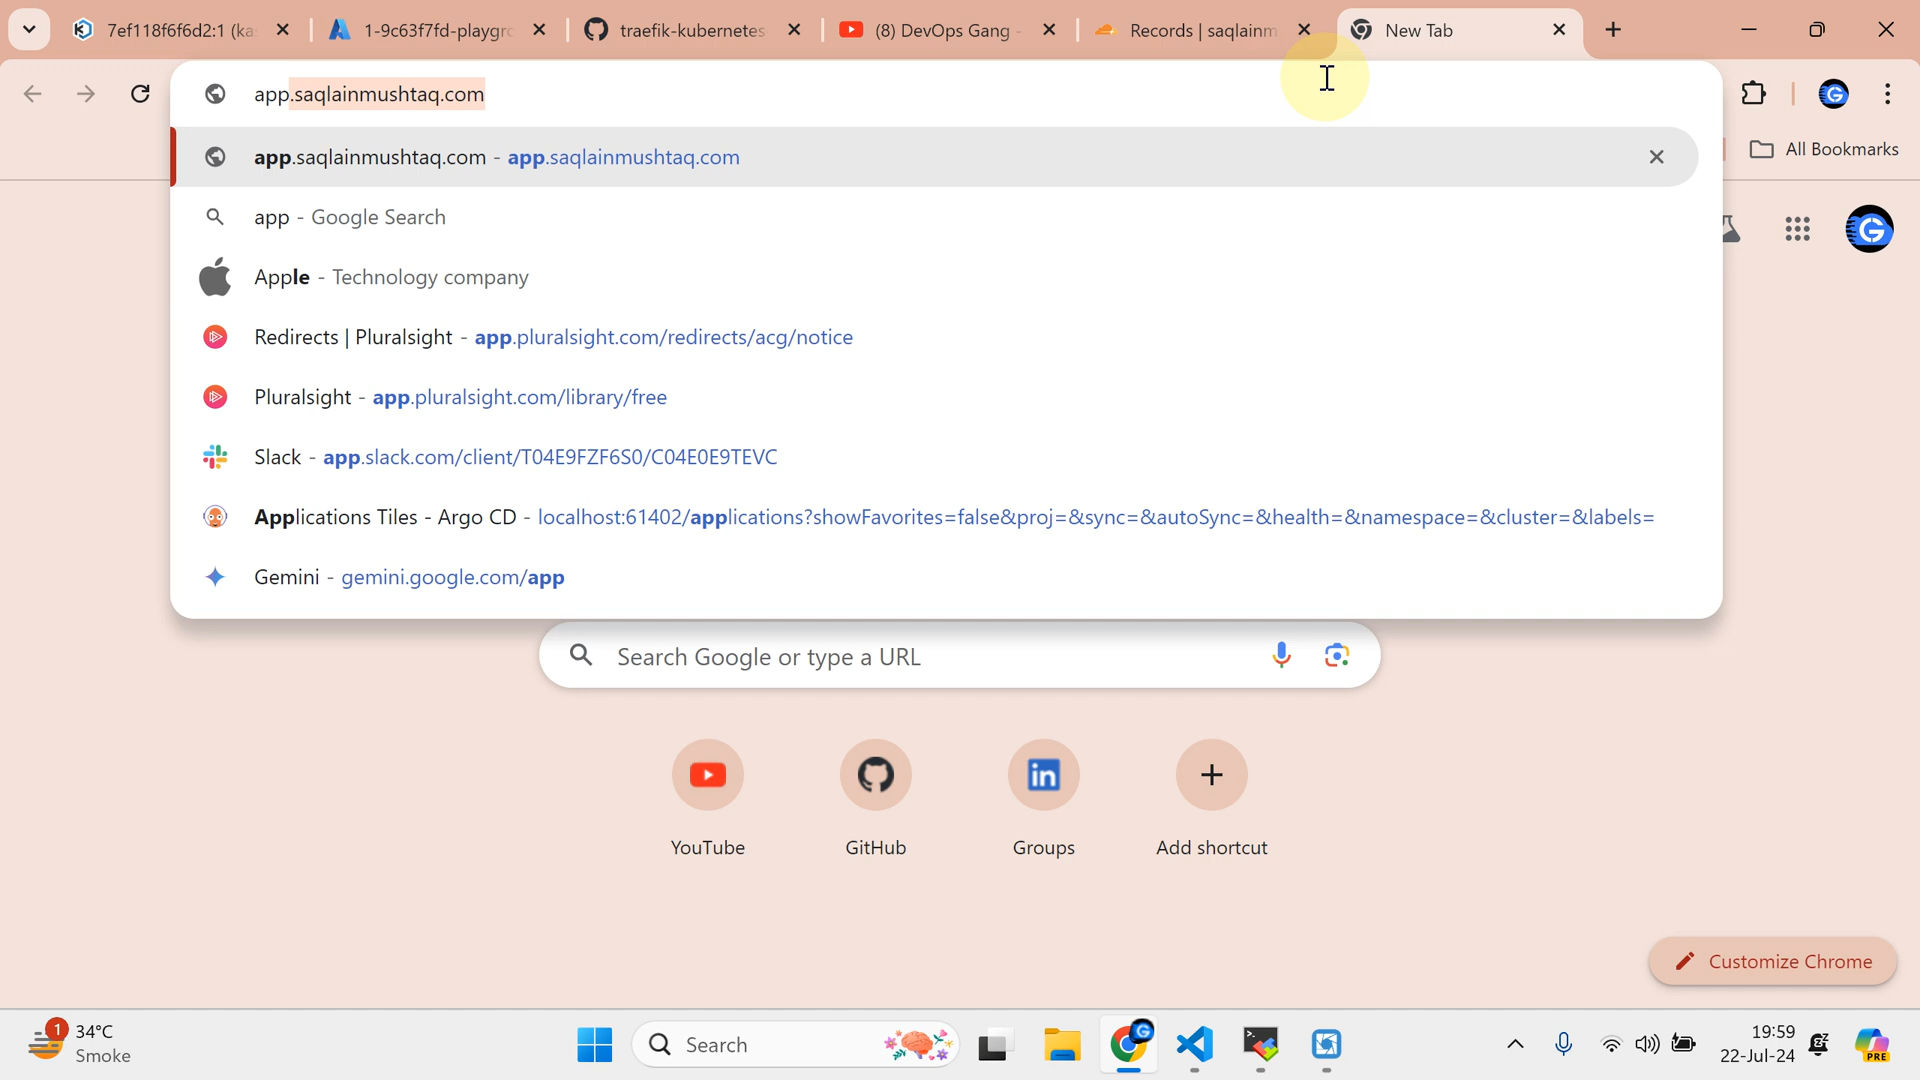 7ef118f6f6d2:1 (ka
1-9c63f7fd-playgro
traefik-kubernetes
(8) DevOps Gang -
Records | saqlainm
New Tab
app.saqlainmushtaq.com
All Bookmarks
app.saqlainmushtaq.com - app.saqlainmushtaq.com
app - Google Search
Apple - Technology company
Redirects | Pluralsight - app.pluralsight.com/redirects/acg/notice
Pluralsight - app.pluralsight.com/library/free
Slack - app.slack.com/client/T04E9FZF6S0/C04E0E9TEVC
Applications Tiles - Argo CD - localhost:61402/applications?showFavorites=false&proj=&sync=&autoSync=&health=&namespace=&cluster=&labels=
Gemini - gemini.google.com/app
Search Google or type a URL
YouTube
GitHub
Groups
Add shortcut
Customize Chrome
1
34°C
Smoke
Search
19:59
22-Jul-24
PRE